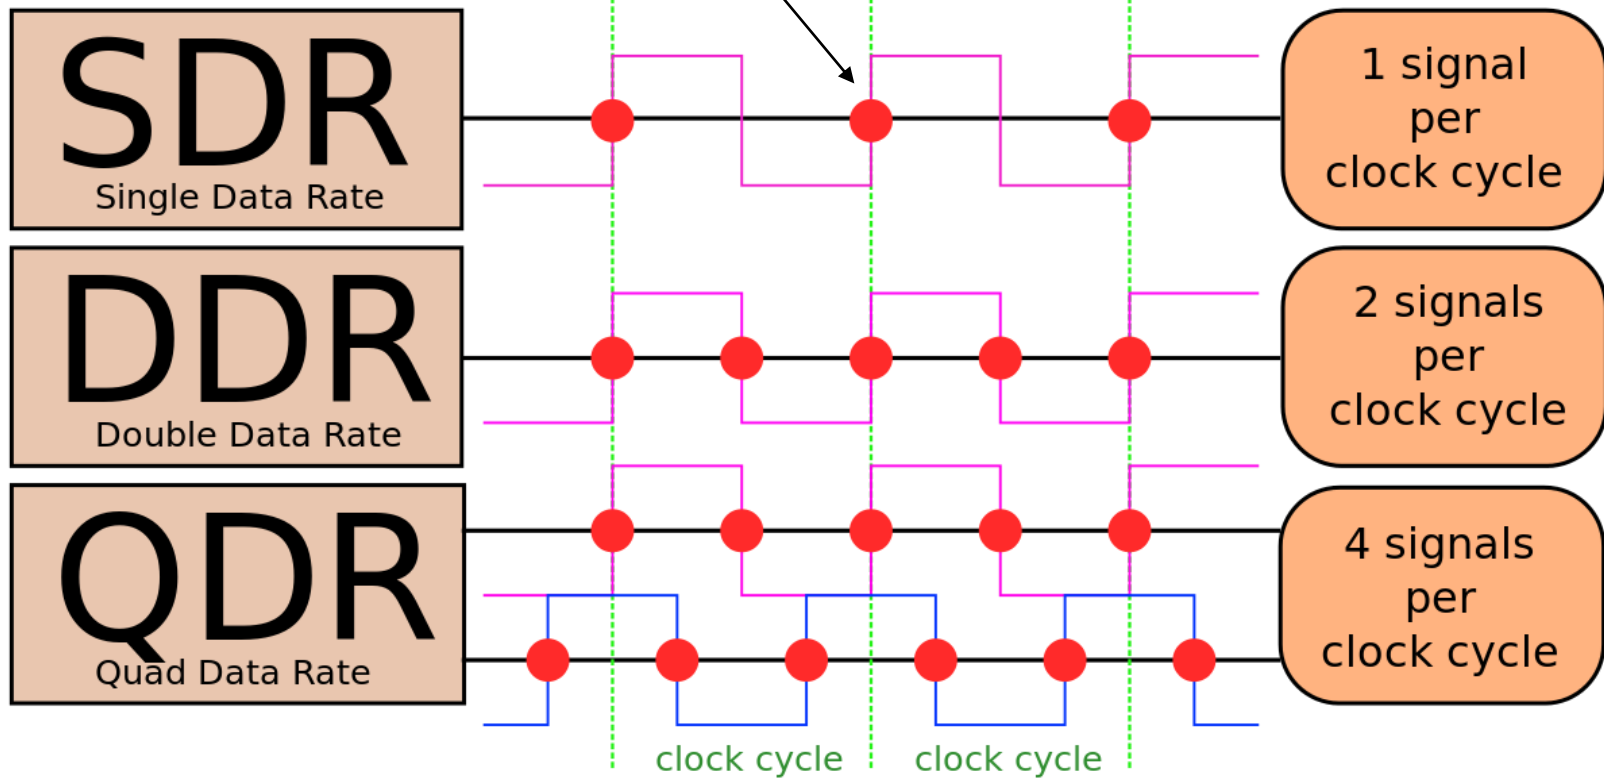 SDR
Single Data Rate
1 signal
per
clock cycle
DDR
Double Data Rate
2 signals
per
clock cycle
QDR
Quad Data Rate
4 signals
per
clock cycle
clock cycle
clock cycle